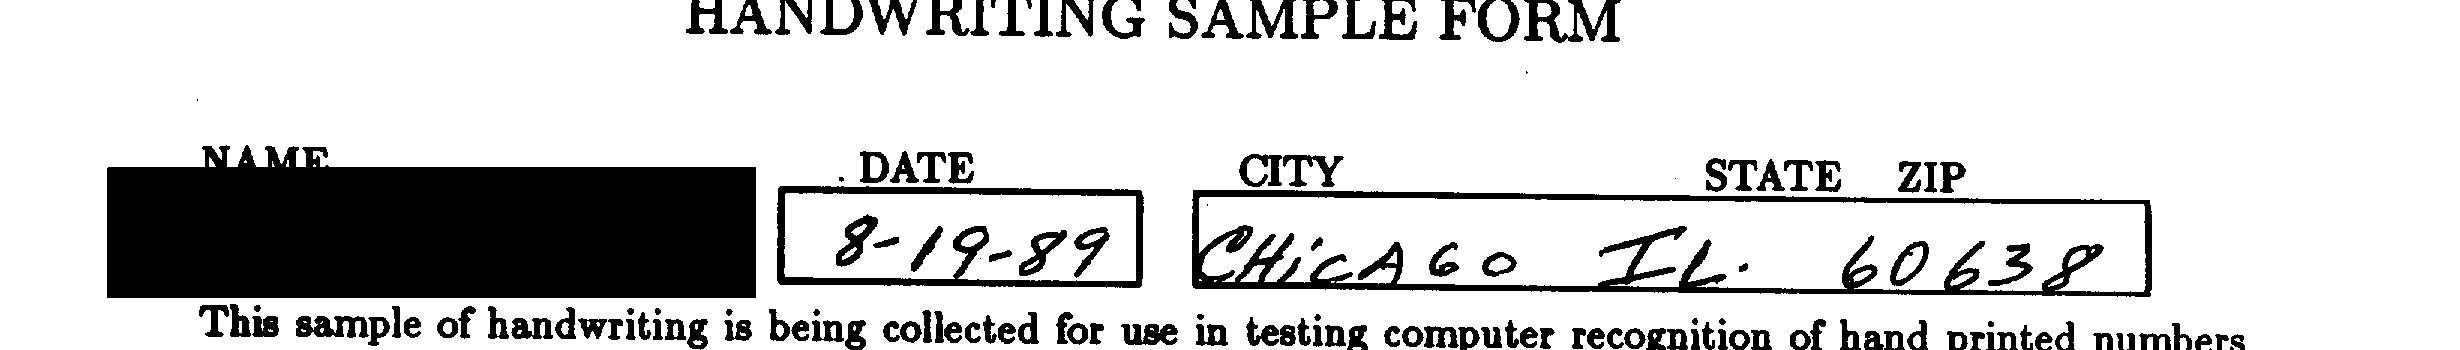 HANDWRITING SAMPLE FORM
NAME DATE CITY STATE ZIP
8-19-89 CHiCAGO IL. 60638
This sample of handwriting is being collected for use in testing computer recognition of hand printed numbers